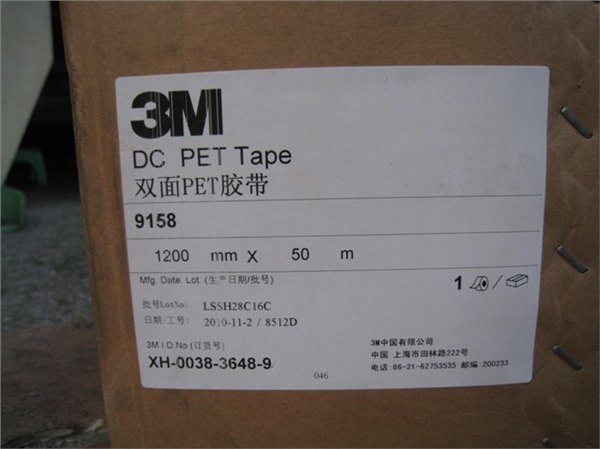 3M
DC PET Tape
双面PET胶带
9158
1200 mm X 50 m
Mfg. Date. Lot. (生产日期/批号)
1 /
批号LotNo: LSSH28C16C
日期/工号: 2010-11-2 / 8512D
3M I.D.No (订货号)
XH-0038-3648-9
3M中国有限公司
中国 上海市田林路222号
电话:86-21-62753535 邮编:200233
046